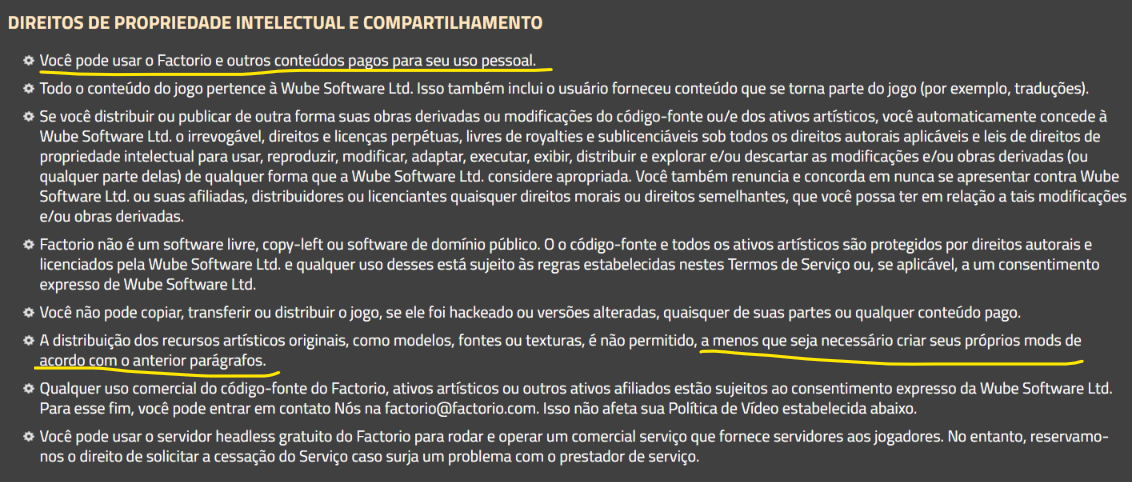 DIREITOS DE PROPRIEDADE INTELECTUAL E COMPARTILHAMENTO
Você pode usar o Factorio e outros conteúdos pagos para seu uso pessoal.
Todo o conteúdo do jogo pertence à Wube Software Ltd. Isso também inclui o usuário forneceu conteúdo que se torna parte do jogo (por exemplo, traduções).
Se você distribuir ou publicar de outra forma suas obras derivadas ou modificações do código-fonte ou/e dos ativos artísticos, você automaticamente concede à
Wube Software Ltd. o irrevogável, direitos e licenças perpétuas, livres de royalties e sublicenciáveis sob todos os direitos autorais aplicáveis e leis de direitos de
propriedade intelectual para usar, reproduzir, modificar, adaptar, executar, exibir, distribuir e explorar e/ou descartar as modificações e/ou obras derivadas (ou
qualquer parte delas) de qualquer forma que a Wube Software Ltd. considere apropriada. Você também renuncia e concorda em nunca se apresentar contra Wube
Software Ltd. ou suas afiliadas, distribuidores ou licenciantes quaisquer direitos morais ou direitos semelhantes, que você possa ter em relação a tais modificações
e/ou obras derivadas.
Factorio não é um software livre, copy-left ou software de domínio público. O o código-fonte e todos os ativos artísticos são protegidos por direitos autorais e
licenciados pela Wube Software Ltd. e qualquer uso desses está sujeito às regras estabelecidas nestes Termos de Serviço ou, se aplicável, a um consentimento
expresso de Wube Software Ltd.
Você não pode copiar, transferir ou distribuir o jogo, se ele foi hackeado ou versões alteradas, quaisquer de suas partes ou qualquer conteúdo pago.
A distribuição dos recursos artísticos originais, como modelos, fontes ou texturas, é não permitido, a menos que seja necessário criar seus próprios mods de
acordo com o anterior parágrafos.
Qualquer uso comercial do código-fonte do Factorio, ativos artísticos ou outros ativos afiliados estão sujeitos ao consentimento expresso da Wube Software Ltd.
Para esse fim, você pode entrar em contato Nós na factorio@factorio.com. Isso não afeta sua Política de Vídeo estabelecida abaixo.
Você pode usar o servidor headless gratuito do Factorio para rodar e operar um comercial serviço que fornece servidores aos jogadores. No entanto, reservamo-
nos o direito de solicitar a cessação do Serviço caso surja um problema com o prestador de serviço.